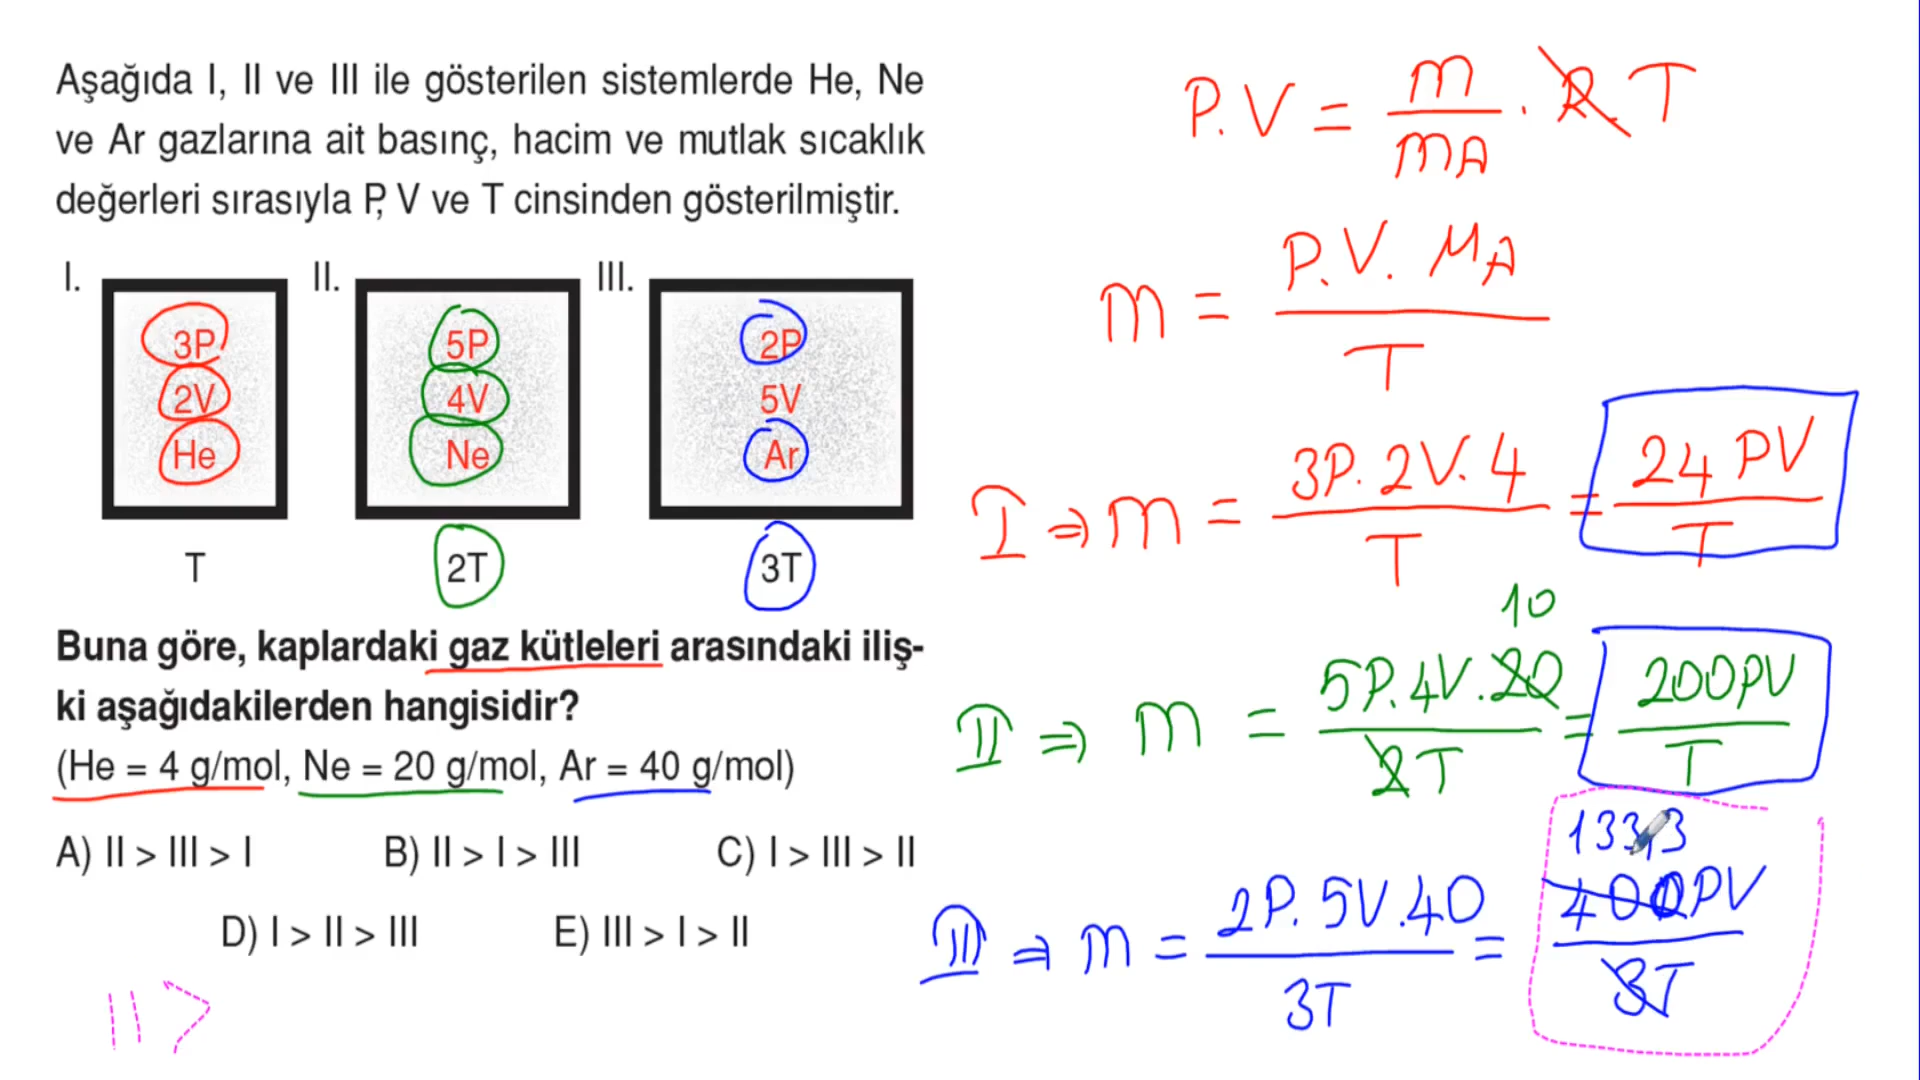 Aşağıda I, II ve III ile gösterilen sistemlerde He, Ne
ve Ar gazlarına ait basınç, hacim ve mutlak sıcaklık
değerleri sırasıyla P, V ve T cinsinden gösterilmiştir.
I.
3P
2V
He
T
II.
5P
4V
Ne
2T
III.
2P
5V
Ar
3T
Buna göre, kaplardaki gaz kütleleri arasındaki iliş-
ki aşağıdakilerden hangisidir?
(He = 4 g/mol, Ne = 20 g/mol, Ar = 40 g/mol)
A) II > III > I
B) II > I > III
C) I > III > II
D) I > II > III
E) III > I > II
II >
P.V = m/mA . R T
m = P.V. MA / T
I ⇒ m = 3P.2V.4 / T = 24 PV / T
10
II ⇒ m = 5P.4V.20 / 2T = 200PV / T
133,3
III ⇒ m = 2P.5V.40 / 3T = 400PV / 3T